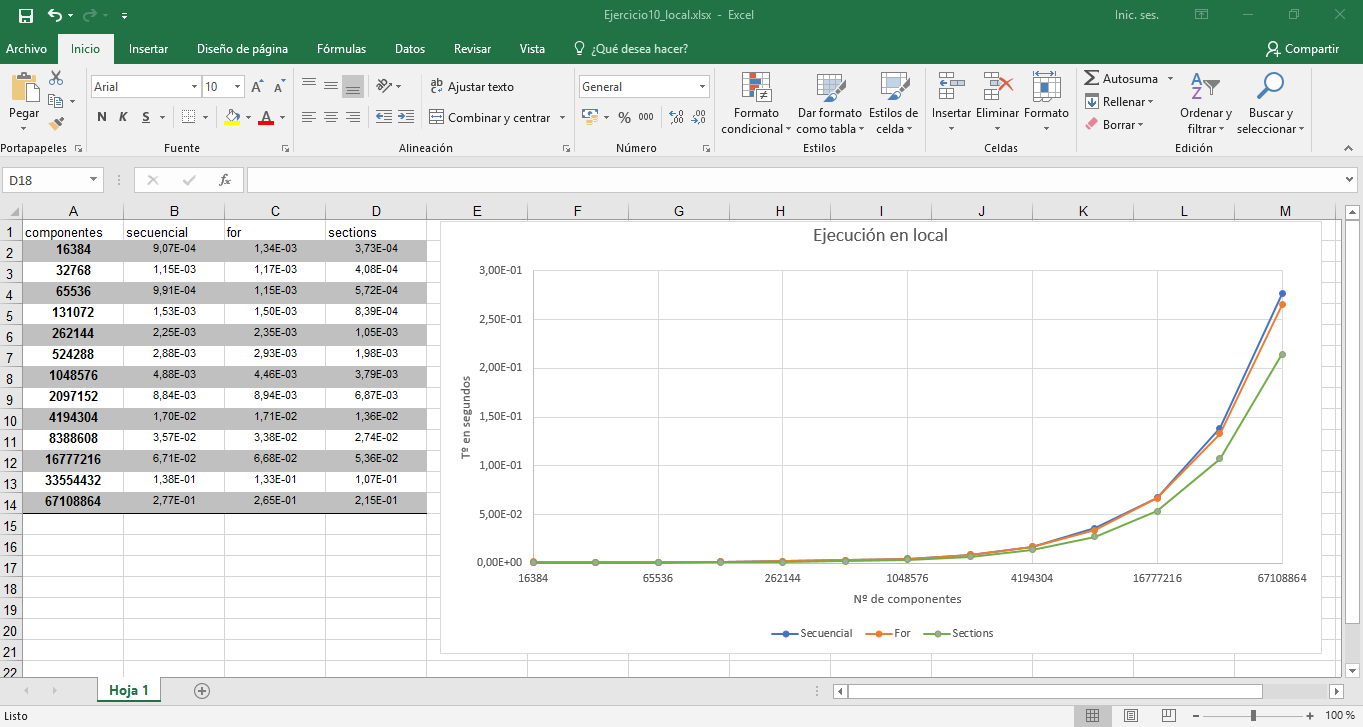 Ejercicio10_local.xlsx - Excel
Inic. ses.
Archivo Inicio Insertar Diseño de página Fórmulas Datos Revisar Vista ¿Qué desea hacer? Compartir
Pegar
Portapapeles
Arial 10 A A
N K S A
Fuente
ab Ajustar texto
Combinar y centrar
Alineación
General
% 000
Número
Formato condicional
Dar formato como tabla
Estilos de celda
Estilos
Insertar Eliminar Formato
Celdas
Autosuma
Rellenar
Borrar
Ordenar y filtrar
Buscar y seleccionar
Edición
D18 fx
A B C D E F G H I J K L M
1 componentes secuencial for sections
2 16384 9,07E-04 1,34E-03 3,73E-04
3 32768 1,15E-03 1,17E-03 4,08E-04
4 65536 9,91E-04 1,15E-03 5,72E-04
5 131072 1,53E-03 1,50E-03 8,39E-04
6 262144 2,25E-03 2,35E-03 1,05E-03
7 524288 2,88E-03 2,93E-03 1,98E-03
8 1048576 4,88E-03 4,46E-03 3,79E-03
9 2097152 8,84E-03 8,94E-03 6,87E-03
10 4194304 1,70E-02 1,71E-02 1,36E-02
11 8388608 3,57E-02 3,38E-02 2,74E-02
12 16777216 6,71E-02 6,68E-02 5,36E-02
13 33554432 1,38E-01 1,33E-01 1,07E-01
14 67108864 2,77E-01 2,65E-01 2,15E-01
15
16
17
18
19
20
21
22
Ejecución en local
Tº en segundos
3,00E-01
2,50E-01
2,00E-01
1,50E-01
1,00E-01
5,00E-02
0,00E+00
16384 65536 262144 1048576 4194304 16777216 67108864
Nº de componentes
Secuencial For Sections
Hoja 1
Listo
100 %